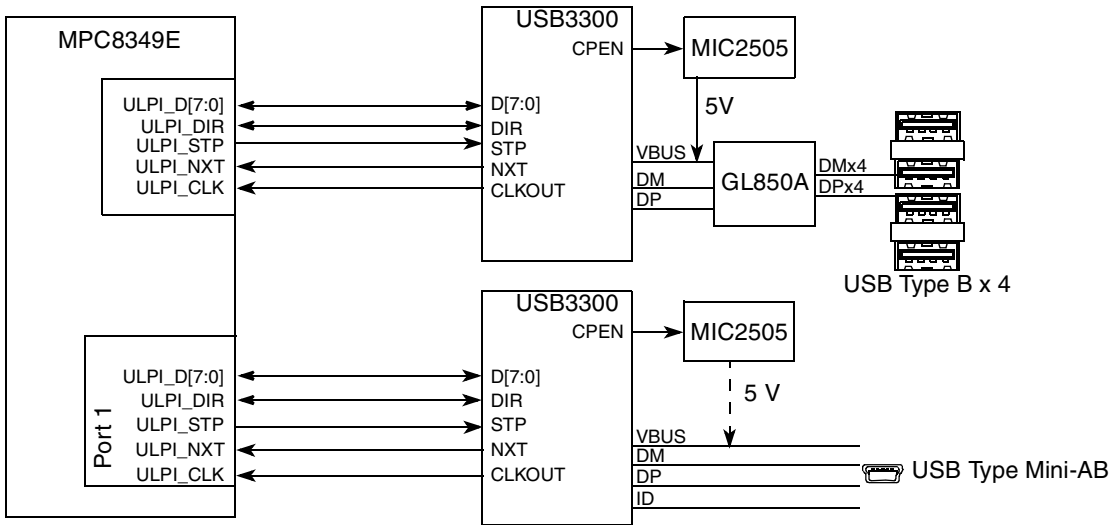 MPC8349E
ULPI_D[7:0]
ULPI_DIR
ULPI_STP
ULPI_NXT
ULPI_CLK
USB3300
CPEN
D[7:0]
DIR
STP
NXT
CLKOUT
VBUS
DM
DP
MIC2505
5V
GL850A
DMx4
DPx4
USB Type B x 4
Port 1
ULPI_D[7:0]
ULPI_DIR
ULPI_STP
ULPI_NXT
ULPI_CLK
USB3300
CPEN
D[7:0]
DIR
STP
NXT
CLKOUT
MIC2505
5 V
VBUS
DM
DP
ID
USB Type Mini-AB